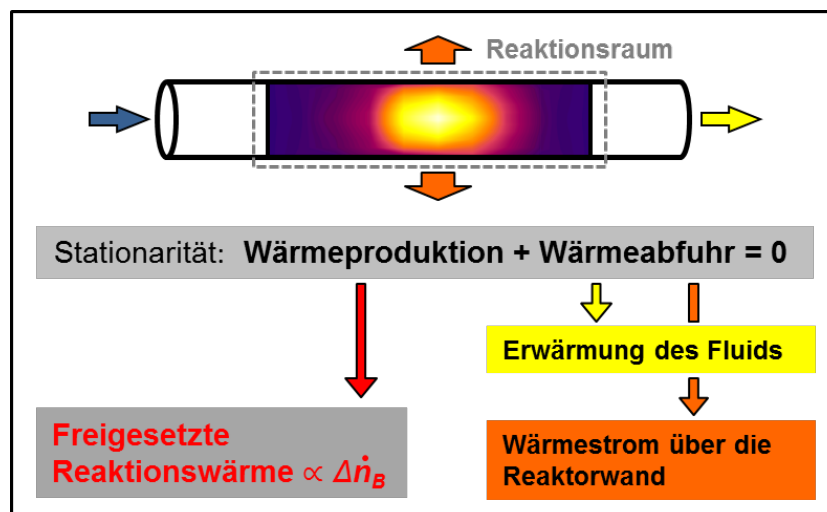 Reaktionsraum
Stationarität: Wärmeproduktion + Wärmeabfuhr = 0
Erwärmung des Fluids
Freigesetzte
Reaktionswärme ∝ Δṅ_B
Wärmestrom über die
Reaktorwand